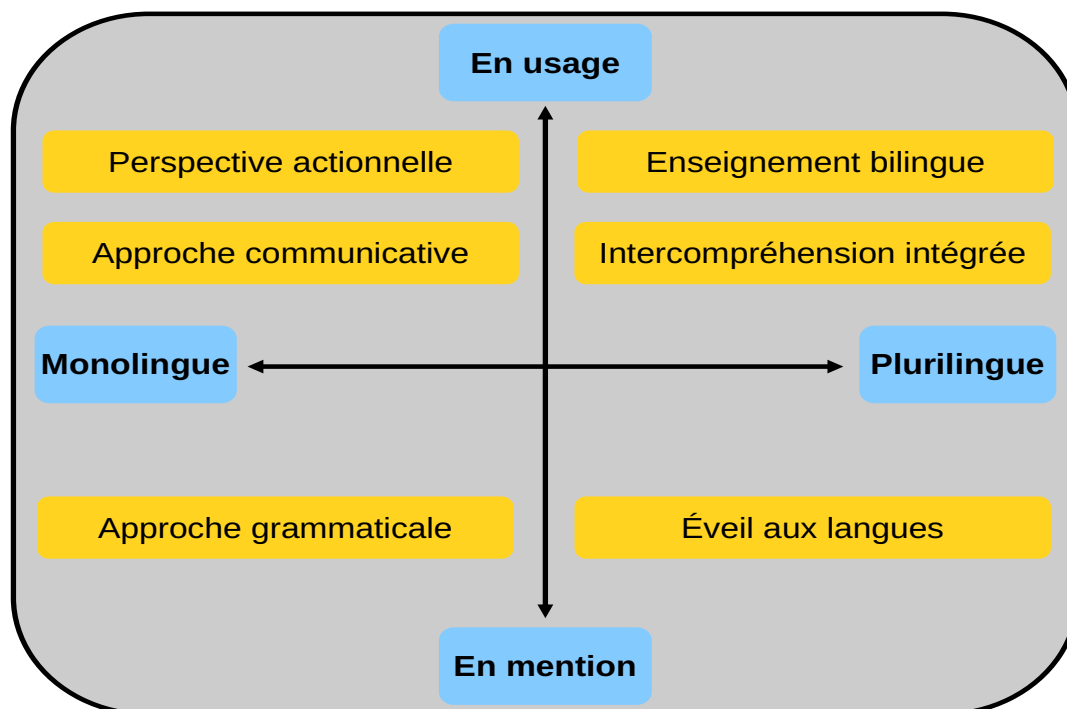 En usage
Perspective actionnelle
Enseignement bilingue
Approche communicative
Intercompréhension intégrée
Monolingue
Plurilingue
Approche grammaticale
Éveil aux langues
En mention